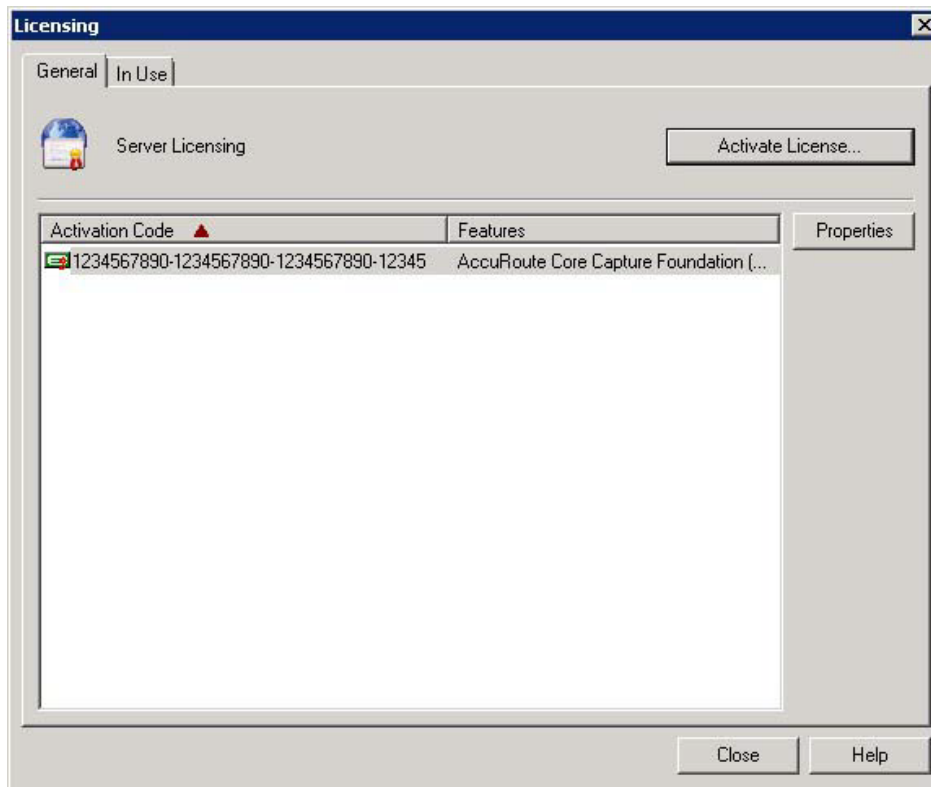 Licensing
General
In Use
Server Licensing
Activate License...
Activation Code
Features
Properties
1234567890-1234567890-1234567890-12345
AccuRoute Core Capture Foundation (...
Close
Help